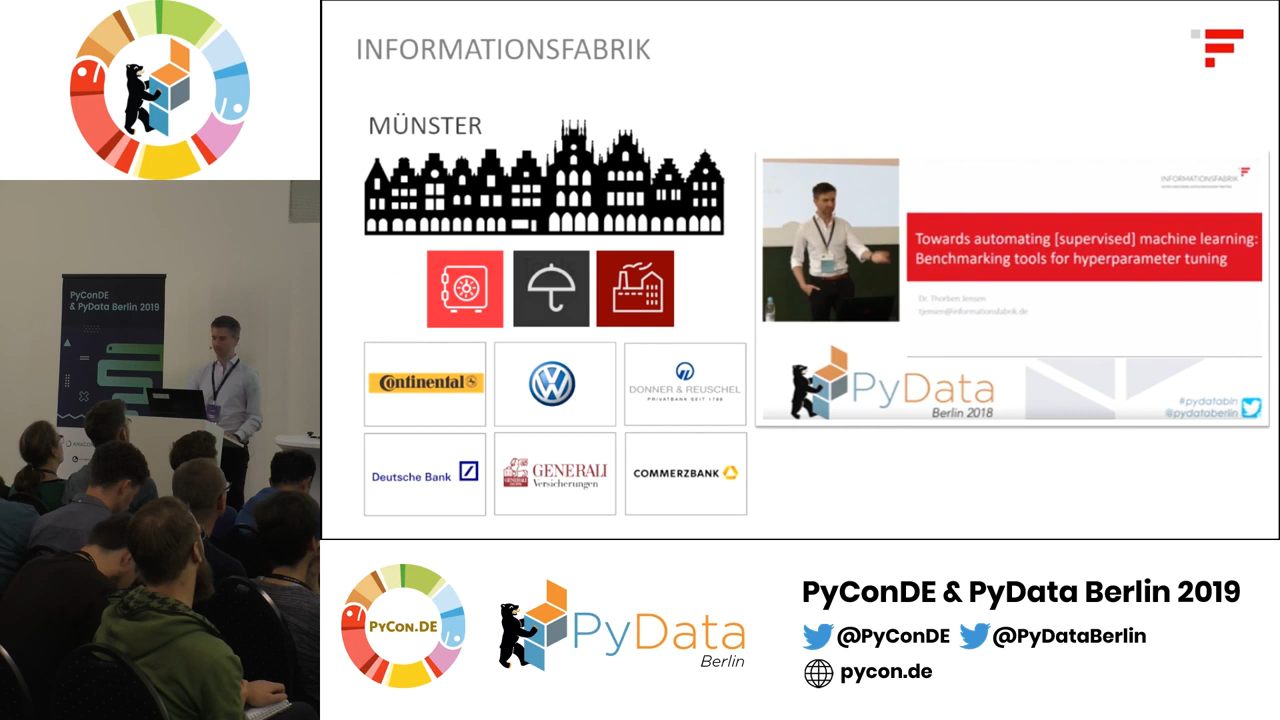 PyConDE
& PyData Berlin 2019
INFORMATIONSFABRIK
MÜNSTER
Continental
VW
DONNER & REUSCHEL
PRIVATBANK SEIT 1798
Deutsche Bank
GENERALI
Versicherungen
COMMERZBANK
INFORMATIONSFABRIK
Towards automating [supervised] machine learning:
Benchmarking tools for hyperparameter tuning
Dr. Thorben Jensen
tjensen@informationsfabrik.de
PyData
Berlin 2018
#pydatabln
@pydataberlin
PYCON.DE
PyData
Berlin
PyConDE & PyData Berlin 2019
@PyConDE @PyDataBerlin
pycon.de